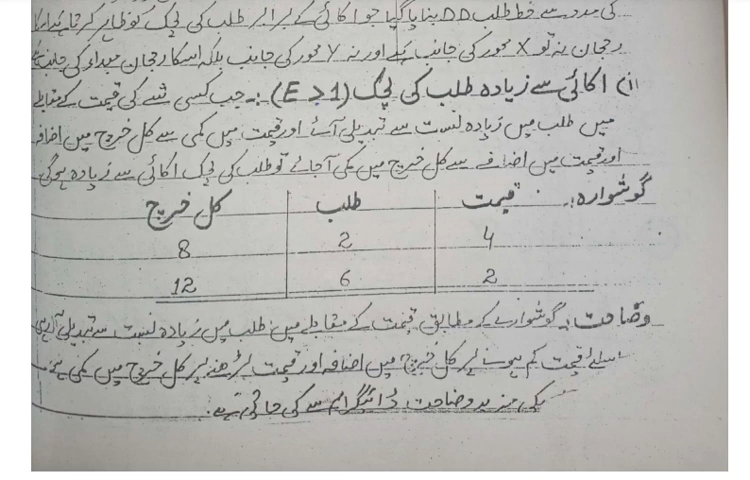 کی مدد سے خط طلب DD بنایا گیا جو اکائی کے برابر طلب کی لچک کو ظاہر کرتا ہے
رجحان نہ تو X محور کی جانب ہے اور نہ Y محور کی جانب بلکہ اسکا رجحان مبداء کی جانب ہے
اکائی سے زیادہ طلب کی لچک (E > 1) :۔ جب کسی شے کی قیمت کے مقابلے
میں طلب میں زیادہ نسبت سے تبدیلی آئے اور قیمت میں کمی سے کل خرچ میں اضافہ
اور قیمت میں اضافے سے کل خرچ میں کمی آجائے تو طلب کی لچک اکائی سے زیادہ ہوگی۔
گوشوارہ:۔ قیمت طلب کل خرچ
4 2 8
2 6 12
وضاحت:۔ گوشوارے کے مطابق قیمت کے مقابلے میں طلب میں زیادہ نسبت سے تبدیلی آرہی
اسلئے قیمت کم ہونے پر کل خرچ میں اضافہ اور قیمت بڑھنے پر کل خرچ میں کمی ہے۔
کی مزید وضاحت ڈائیگرام سے کی جاتی ہے۔